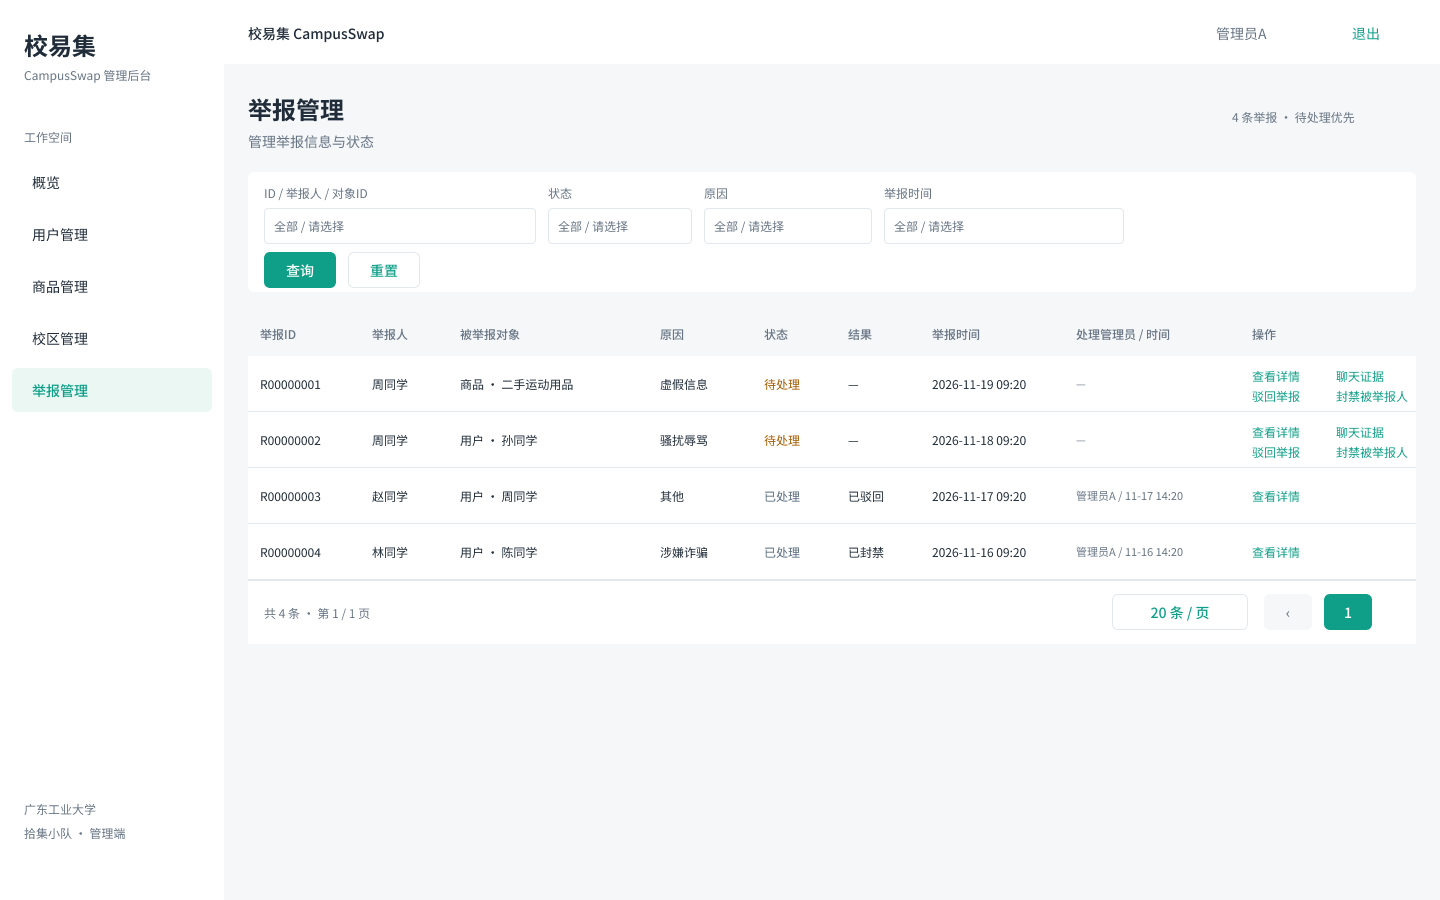 校易集
CampusSwap 管理后台
工作空间
概览
用户管理
商品管理
校区管理
举报管理
广东工业大学
拾集小队 · 管理端
校易集 CampusSwap
管理员A
退出
举报管理
管理举报信息与状态
4 条举报 · 待处理优先
ID / 举报人 / 对象ID 状态 原因 举报时间
全部 / 请选择 全部 / 请选择 全部 / 请选择 全部 / 请选择
查询 重置
举报ID 举报人 被举报对象 原因 状态 结果 举报时间 处理管理员 / 时间 操作
R00000001 周同学 商品 · 二手运动用品 虚假信息 待处理 — 2026-11-19 09:20 — 查看详情 聊天证据
驳回举报 封禁被举报人
R00000002 周同学 用户 · 孙同学 骚扰辱骂 待处理 — 2026-11-18 09:20 — 查看详情 聊天证据
驳回举报 封禁被举报人
R00000003 赵同学 用户 · 周同学 其他 已处理 已驳回 2026-11-17 09:20 管理员A / 11-17 14:20 查看详情
R00000004 林同学 用户 · 陈同学 涉嫌诈骗 已处理 已封禁 2026-11-16 09:20 管理员A / 11-16 14:20 查看详情
共 4 条 · 第 1 / 1 页 20 条 / 页 ‹ 1